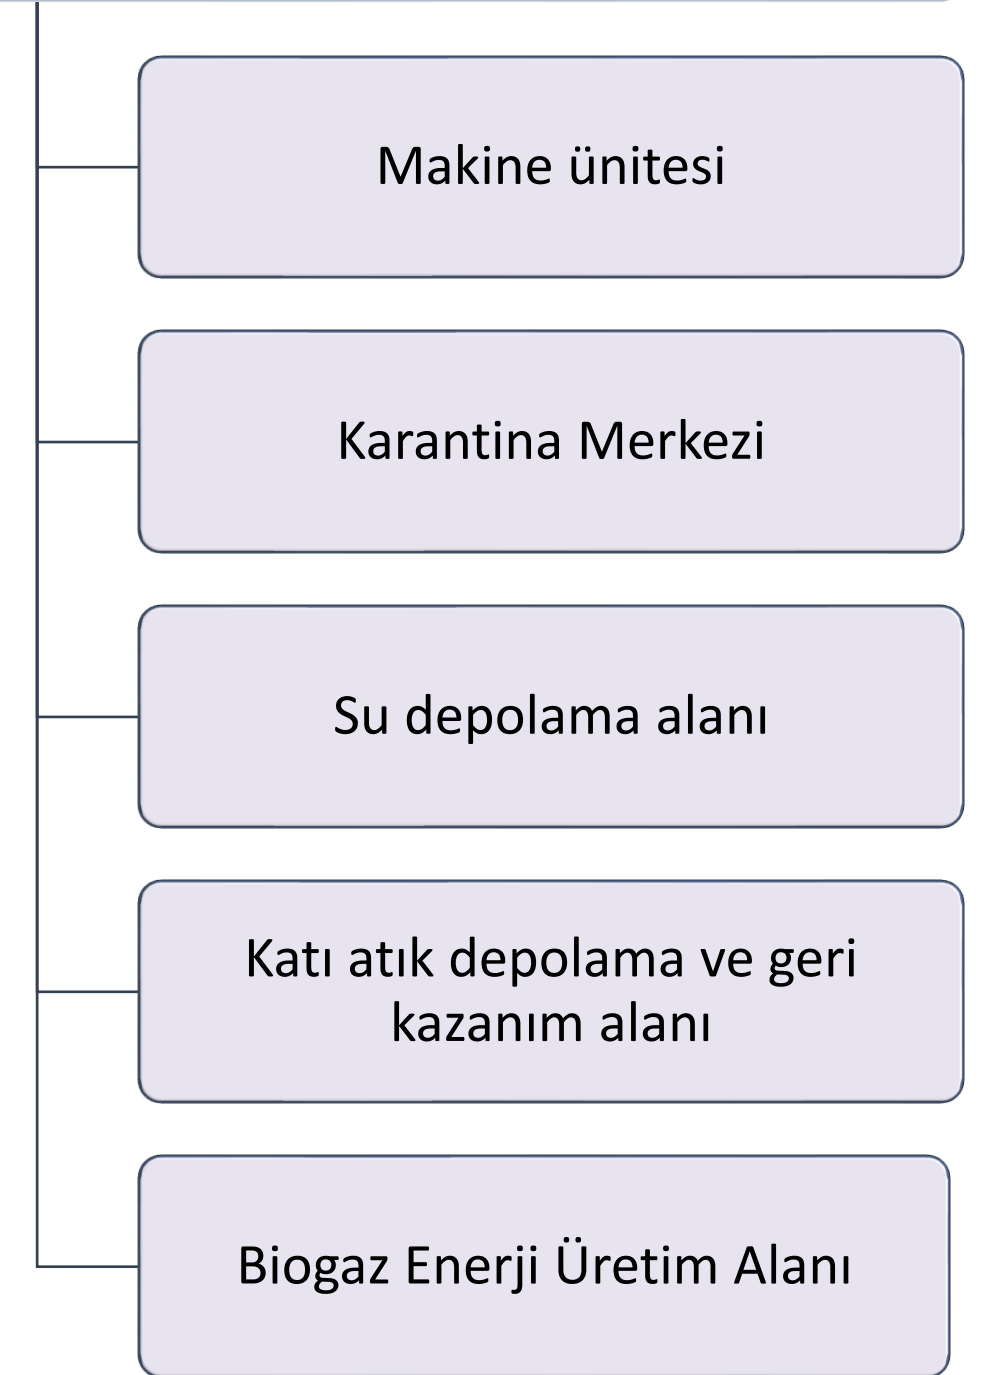 Makine ünitesi
Karantina Merkezi
Su depolama alanı
Katı atık depolama ve geri
kazanım alanı
Biogaz Enerji Üretim Alanı